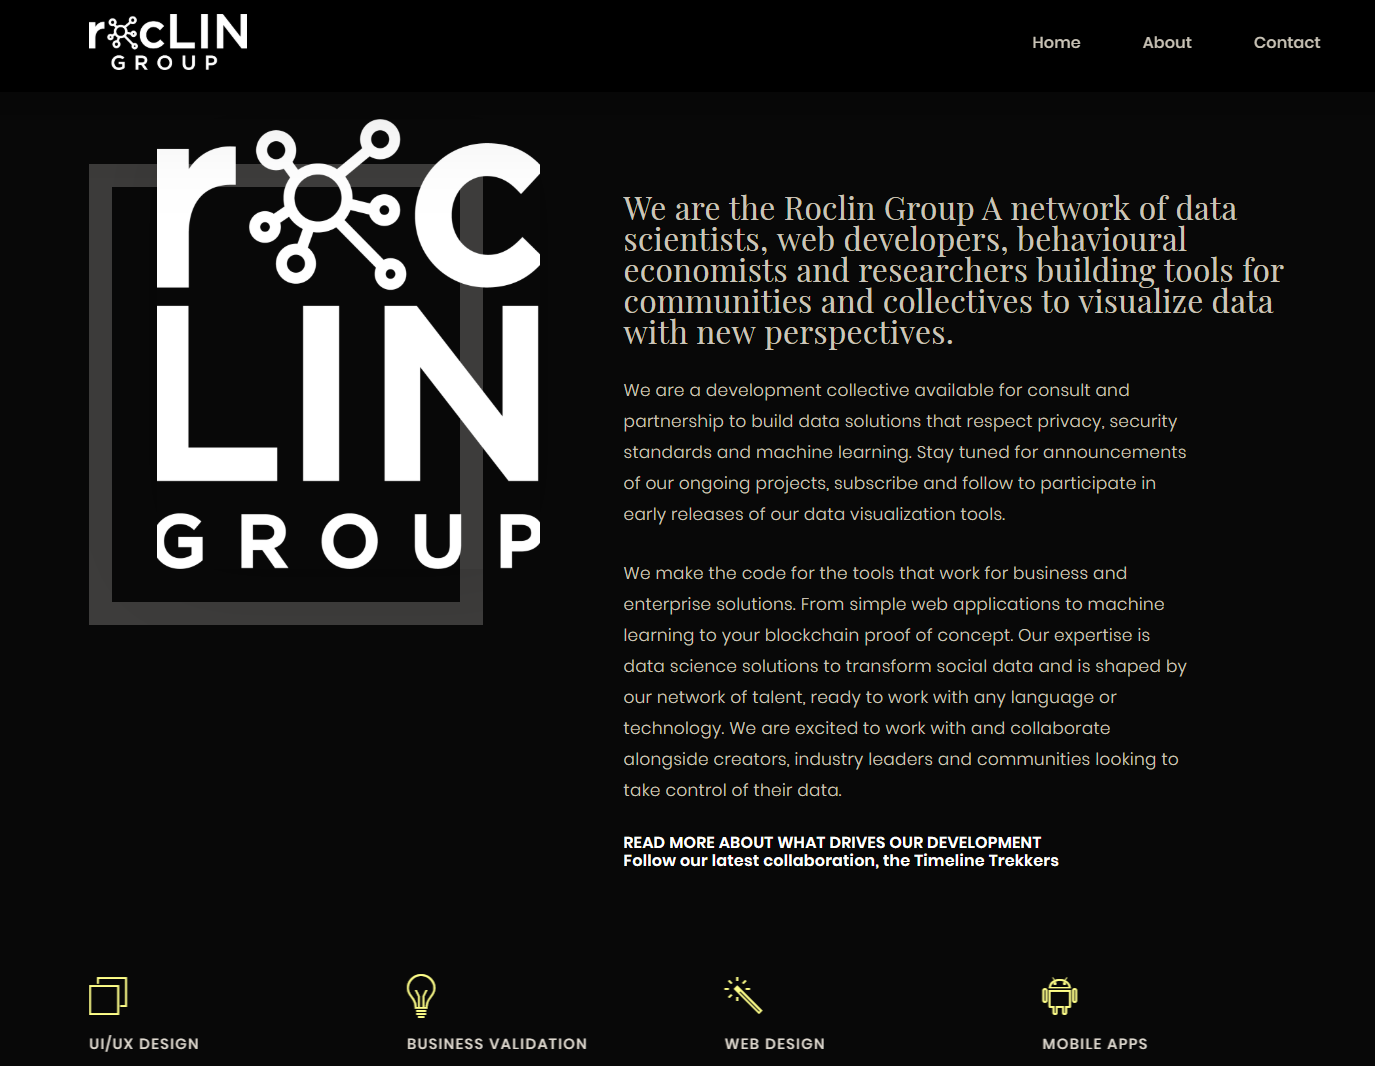 rocLIN
GROUP
Home About Contact
roc
LIN
GROUP
We are the Roclin Group A network of data
scientists, web developers, behavioural
economists and researchers building tools for
communities and collectives to visualize data
with new perspectives.
We are a development collective available for consult and
partnership to build data solutions that respect privacy, security
standards and machine learning. Stay tuned for announcements
of our ongoing projects, subscribe and follow to participate in
early releases of our data visualization tools.
We make the code for the tools that work for business and
enterprise solutions. From simple web applications to machine
learning to your blockchain proof of concept. Our expertise is
data science solutions to transform social data and is shaped by
our network of talent, ready to work with any language or
technology. We are excited to work with and collaborate
alongside creators, industry leaders and communities looking to
take control of their data.
READ MORE ABOUT WHAT DRIVES OUR DEVELOPMENT
Follow our latest collaboration, the Timeline Trekkers
UI/UX DESIGN BUSINESS VALIDATION WEB DESIGN MOBILE APPS